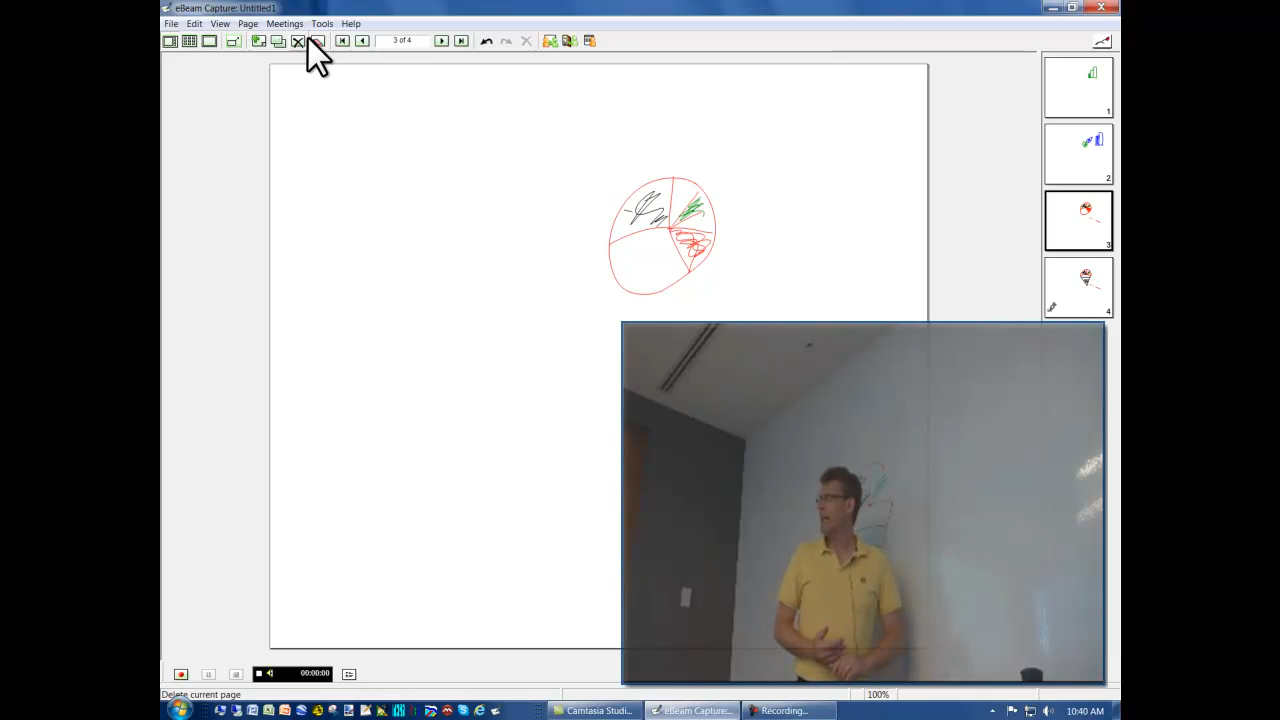 eBeam Capture: Untitled1
File Edit View Page Meetings Tools Help
3 of 4
1
2
3
4
00:00:00
Delete current page
100%
Camtasia Studi...
eBeam Capture:...
Recording...
10:40 AM